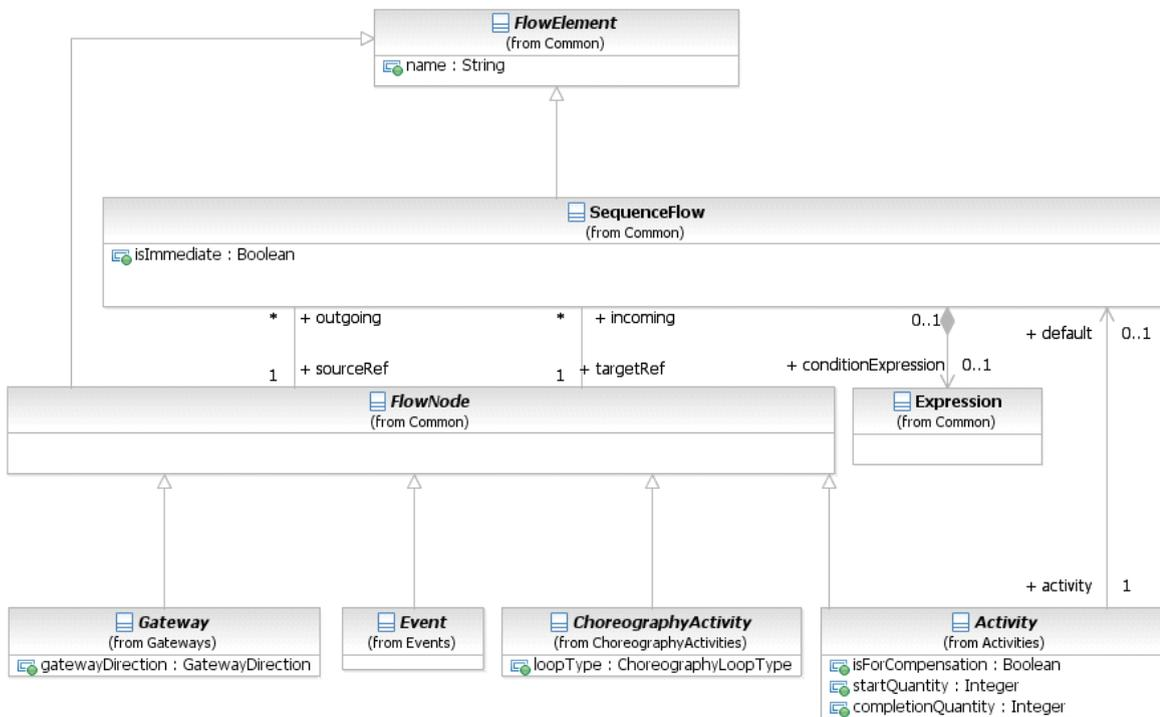 FlowElement
(from Common)
name : String
SequenceFlow
(from Common)
isImmediate : Boolean
* + outgoing * + incoming 0..1 + default 0..1
1 + sourceRef 1 + targetRef + conditionExpression 0..1
FlowNode
(from Common)
Expression
(from Common)
+ activity 1
Gateway
(from Gateways)
gatewayDirection : GatewayDirection
Event
(from Events)
ChoreographyActivity
(from ChoreographyActivities)
loopType : ChoreographyLoopType
Activity
(from Activities)
isForCompensation : Boolean
startQuantity : Integer
completionQuantity : Integer